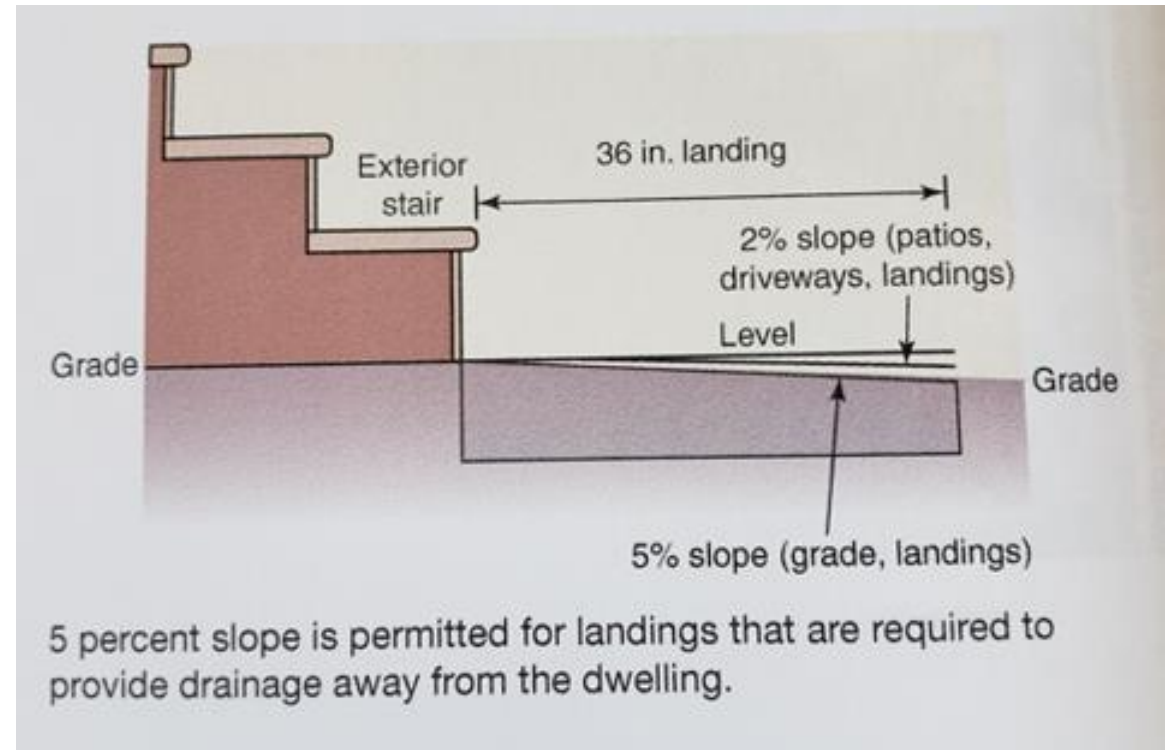 Exterior
stair
36 in. landing
2% slope (patios,
driveways, landings)
Level
Grade
Grade
5% slope (grade, landings)
5 percent slope is permitted for landings that are required to
provide drainage away from the dwelling.